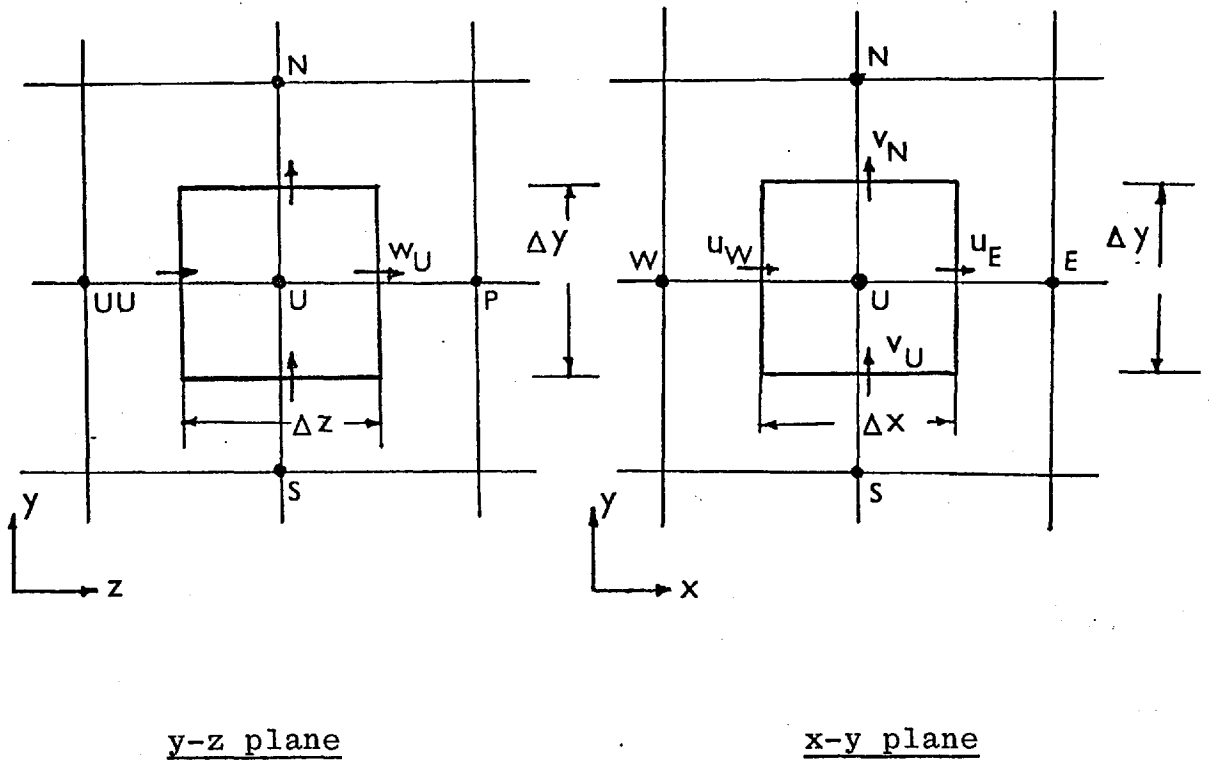 N
Δy
w_U
UU
U
P
Δz
S
y
z
y-z plane
N
v_N
Δy
u_W
u_E
W
U
E
v_U
Δx
S
y
x
x-y plane